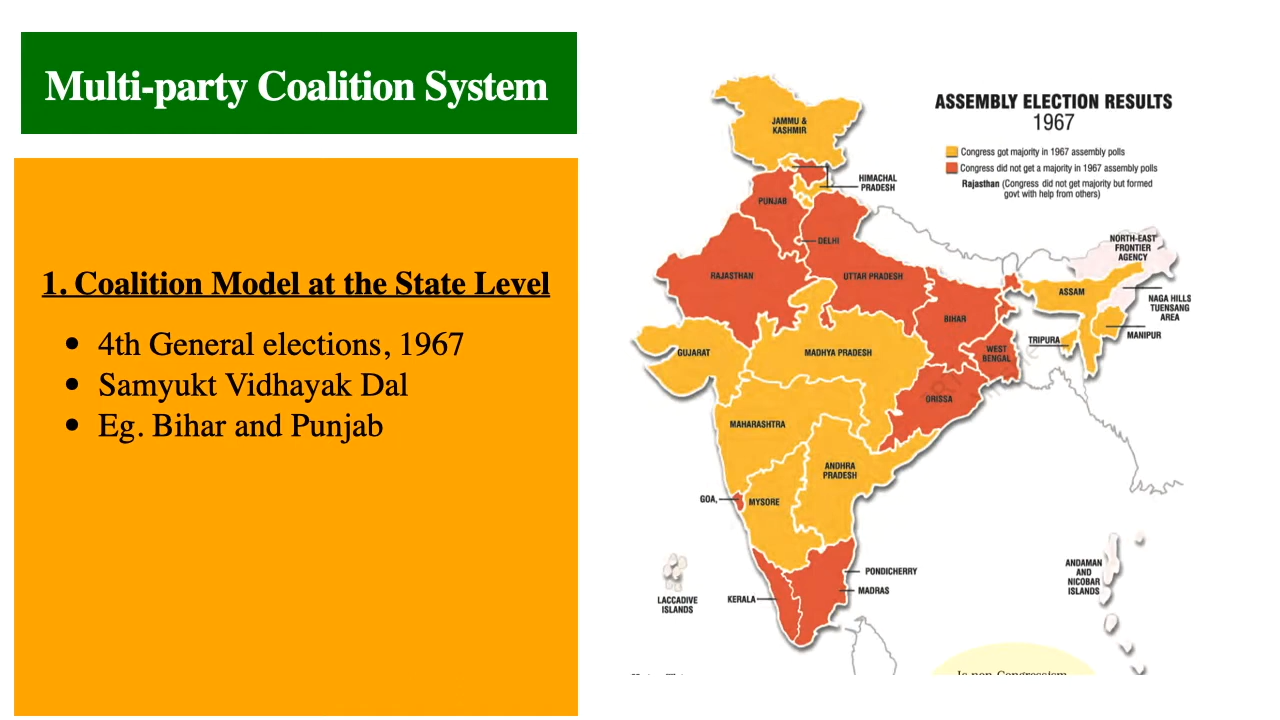 Multi-party Coalition System
1. Coalition Model at the State Level
• 4th General elections, 1967
• Samyukt Vidhayak Dal
• Eg. Bihar and Punjab
ASSEMBLY ELECTION RESULTS
1967
Congress got majority in 1967 assembly polls
Congress did not get a majority in 1967 assembly polls
Rajasthan (Congress did not get majority but formed
govt with help from others)
JAMMU &
KASHMIR
HIMACHAL
PRADESH
PUNJAB
DELHI
RAJASTHAN
UTTAR PRADESH
NORTH-EAST
FRONTIER
AGENCY
ASSAM
NAGA HILLS
TUENSANG
AREA
BIHAR
MANIPUR
TRIPURA
GUJARAT
MADHYA PRADESH
WEST
BENGAL
ORISSA
MAHARASHTRA
ANDHRA
PRADESH
GOA,
MYSORE
PONDICHERRY
MADRAS
KERALA
LACCADIVE
ISLANDS
ANDAMAN
AND
NICOBAR
ISLANDS
Is non-Congressism